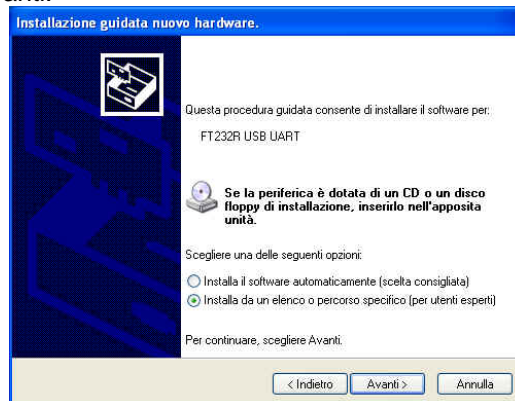 Installazione guidata nuovo hardware.
Questa procedura guidata consente di installare il software per:
FT232R USB UART
Se la periferica è dotata di un CD o un disco
floppy di installazione, inserirlo nell'apposita
unità.
Scegliere una delle seguenti opzioni:
Installa il software automaticamente (scelta consigliata)
Installa da un elenco o percorso specifico (per utenti esperti)
Per continuare, scegliere Avanti.
< Indietro Avanti > Annulla